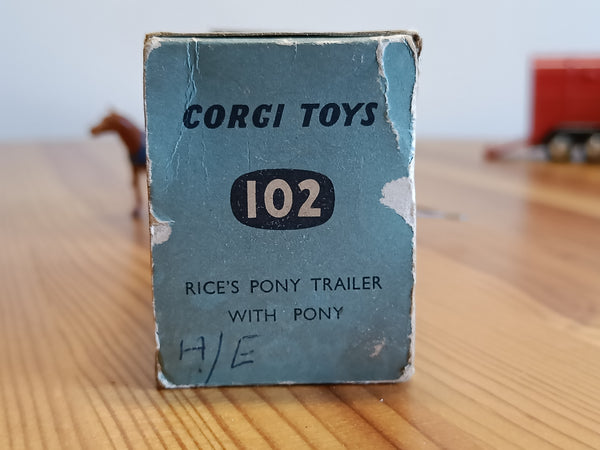 CORGI TOYS
102
RICE'S PONY TRAILER
WITH PONY
H/E